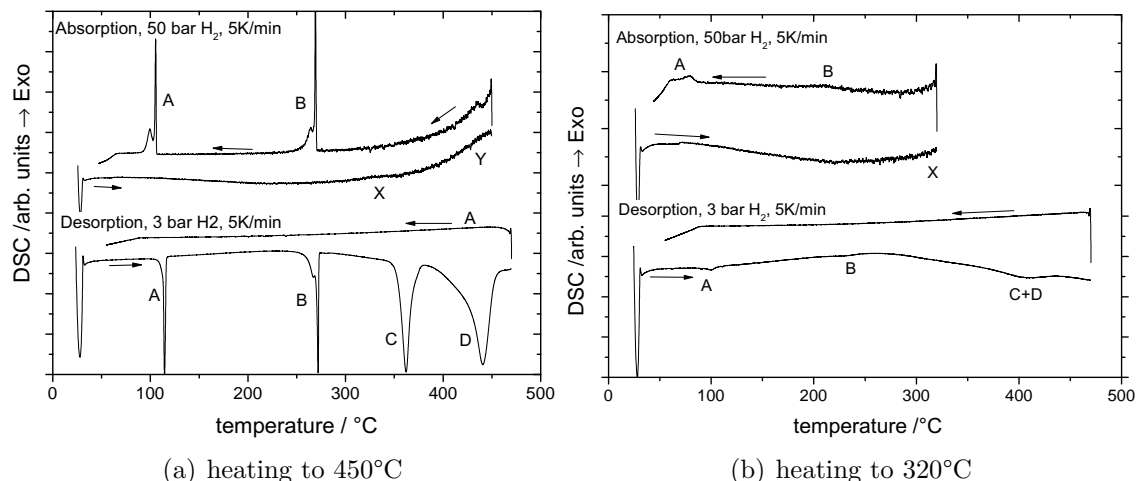 Absorption, 50 bar H₂, 5K/min
A
B
X
Y
Desorption, 3 bar H2, 5K/min
A
A
B
C
D
DSC /arb. units → Exo
0 100 200 300 400 500
temperature / °C
(a) heating to 450°C
Absorption, 50bar H₂, 5K/min
A
B
X
Desorption, 3 bar H₂, 5K/min
A
B
C+D
DSC /arb. units → Exo
0 100 200 300 400 500
temperature /°C
(b) heating to 320°C